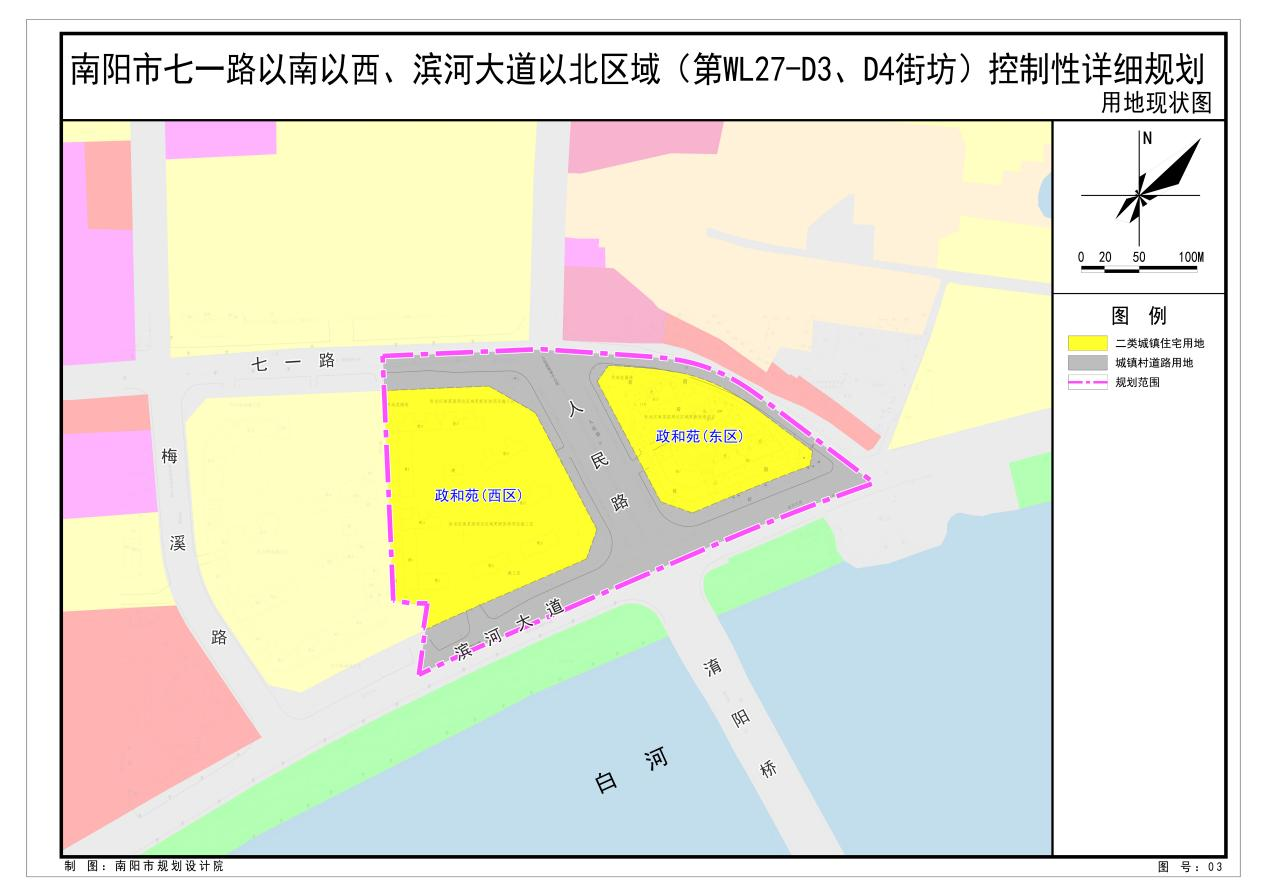 南阳市七一路以南以西、滨河大道以北区域（第WL27-D3、D4街坊）控制性详细规划
用地现状图
N
0 20 50 100M
图 例
二类城镇住宅用地
城镇村道路用地
规划范围
七一路
人民路
政和苑(东区)
政和苑(西区)
梅溪路
滨河大道
淯阳桥
白河
制 图：南阳市规划设计院
图 号：03